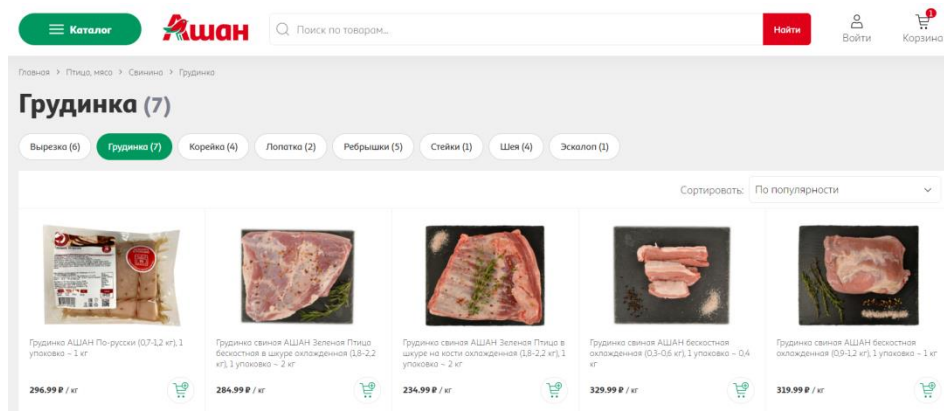 Каталог
Ашан
Поиск по товарам...
Найти
Войти
1
Корзина
Главная > Птица, мясо > Свинина > Грудинка
Грудинка (7)
Вырезка (6)
Грудинка (7)
Корейка (4)
Лопатка (2)
Ребрышки (5)
Стейки (1)
Шея (4)
Эскалоп (1)
Сортировать: По популярности
Грудинка АШАН По-русски (0,7-1,2 кг), 1
упаковка ~ 1 кг
296.99 ₽ / кг
Грудинка свиная АШАН Зеленая Птица
бескостная в шкуре охлажденная (1,8-2,2
кг), 1 упаковка ~ 2 кг
284.99 ₽ / кг
Грудинка свиная АШАН Зеленая Птица в
шкуре на кости охлажденная (1,8-2,2 кг), 1
упаковка ~ 2 кг
234.99 ₽ / кг
Грудинка свиная АШАН бескостная
охлажденная (0,3-0,6 кг), 1 упаковка ~ 0,4
кг
329.99 ₽ / кг
Грудинка свиная АШАН бескостная
охлажденная (0,9-1,2 кг), 1 упаковка ~ 1 кг
319.99 ₽ / кг